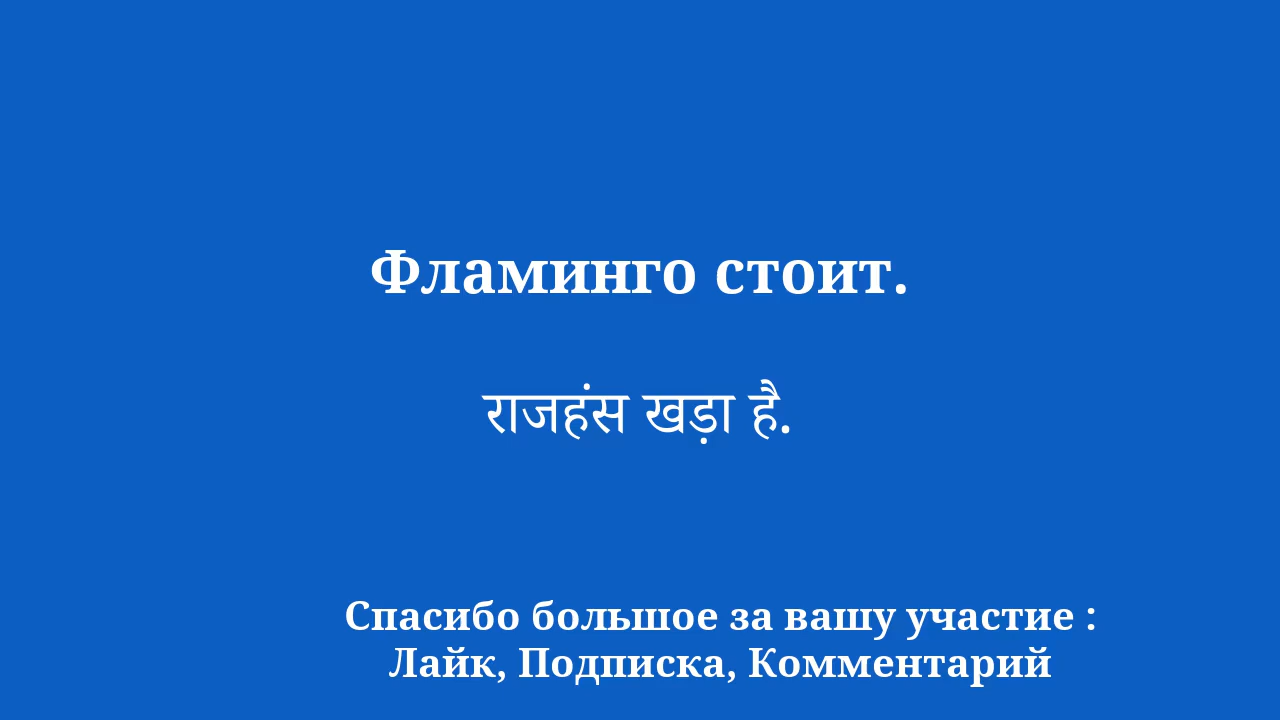 Фламинго стоит.
राजहंस खड़ा है.
Спасибо большое за вашу участие :
Лайк, Подписка, Комментарий